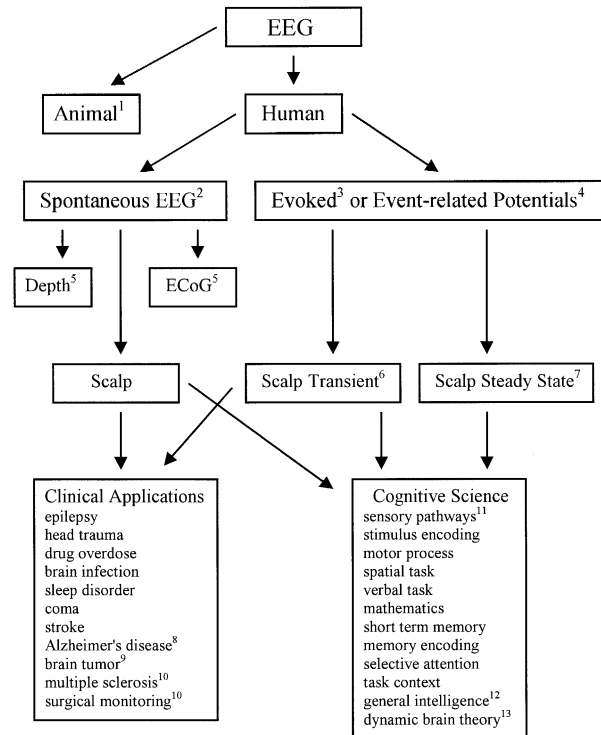 EEG
Animal¹
Human
Spontaneous EEG²
Evoked³ or Event-related Potentials⁴
Depth⁵
ECoG⁵
Scalp
Scalp Transient⁶
Scalp Steady State⁷
Clinical Applications
epilepsy
head trauma
drug overdose
brain infection
sleep disorder
coma
stroke
Alzheimer's disease⁸
brain tumor⁹
multiple sclerosis¹⁰
surgical monitoring¹⁰
Cognitive Science
sensory pathways¹¹
stimulus encoding
motor process
spatial task
verbal task
mathematics
short term memory
memory encoding
selective attention
task context
general intelligence¹²
dynamic brain theory¹³